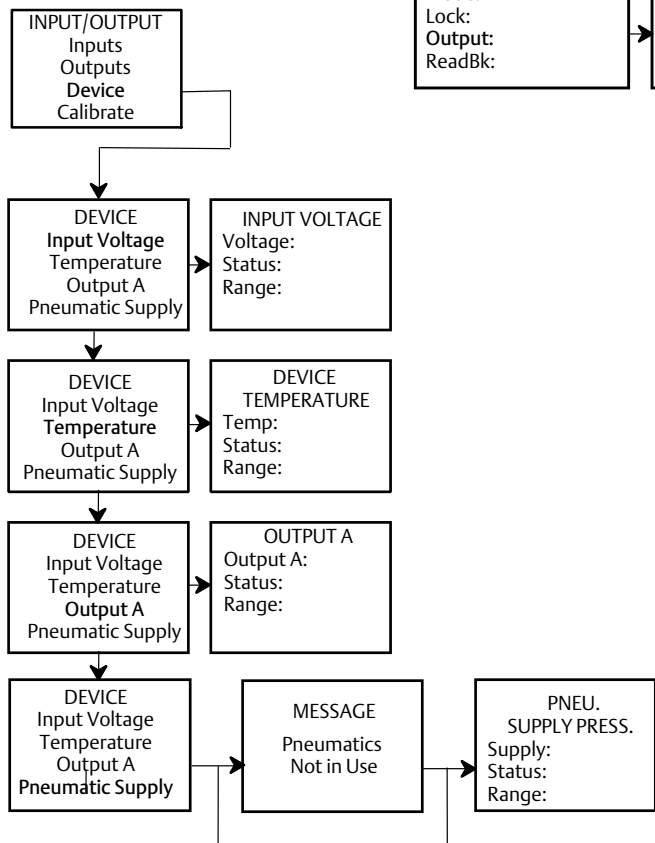 INPUT/OUTPUT
Inputs
Outputs
Device
Calibrate
Lock:
Output:
ReadBk:
DEVICE
Input Voltage
Temperature
Output A
Pneumatic Supply
INPUT VOLTAGE
Voltage:
Status:
Range:
DEVICE
Input Voltage
Temperature
Output A
Pneumatic Supply
DEVICE
TEMPERATURE
Temp:
Status:
Range:
DEVICE
Input Voltage
Temperature
Output A
Pneumatic Supply
OUTPUT A
Output A:
Status:
Range:
DEVICE
Input Voltage
Temperature
Output A
Pneumatic Supply
MESSAGE
Pneumatics
Not in Use
PNEU.
SUPPLY PRESS.
Supply:
Status:
Range: